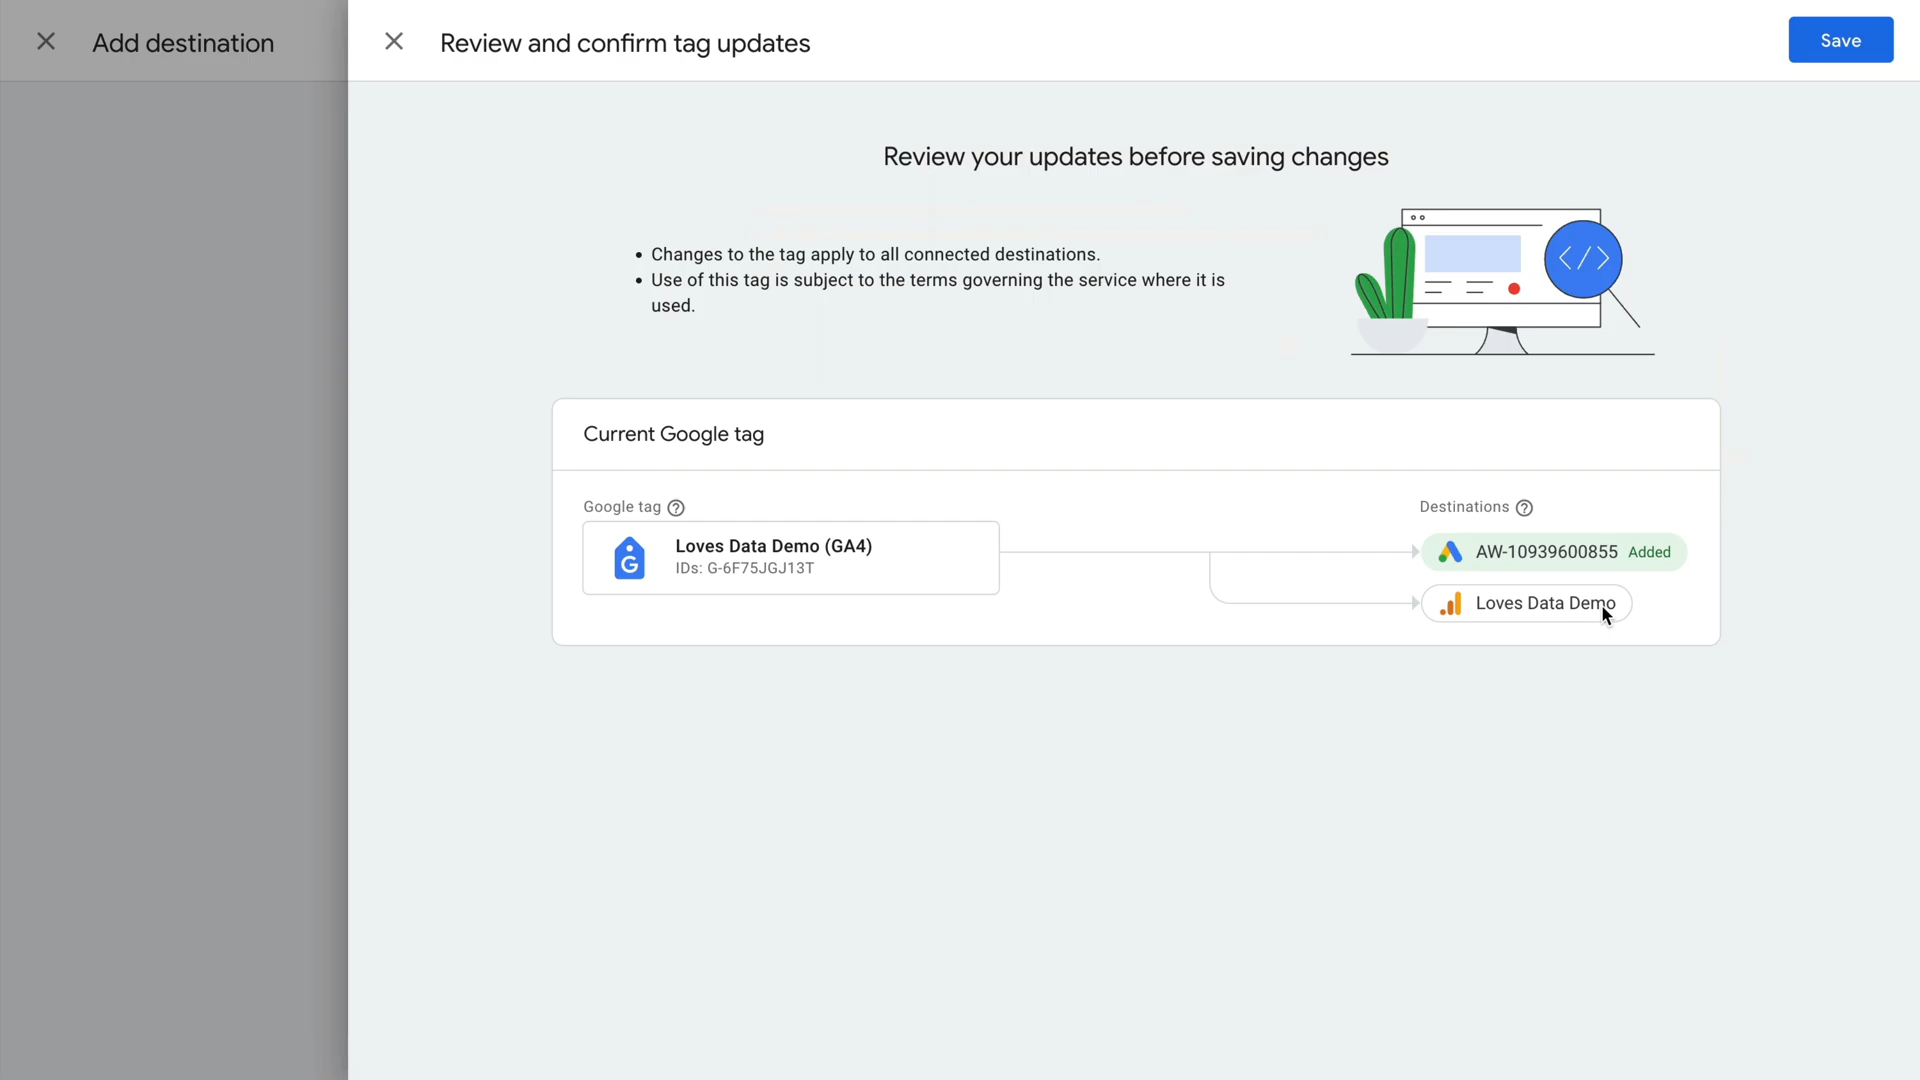 Add destination
Review and confirm tag updates
Save
Review your updates before saving changes
• Changes to the tag apply to all connected destinations.
• Use of this tag is subject to the terms governing the service where it is
used.
Current Google tag
Google tag
Destinations
Loves Data Demo (GA4)
IDs: G-6F75JGJ13T
AW-10939600855 Added
Loves Data Demo